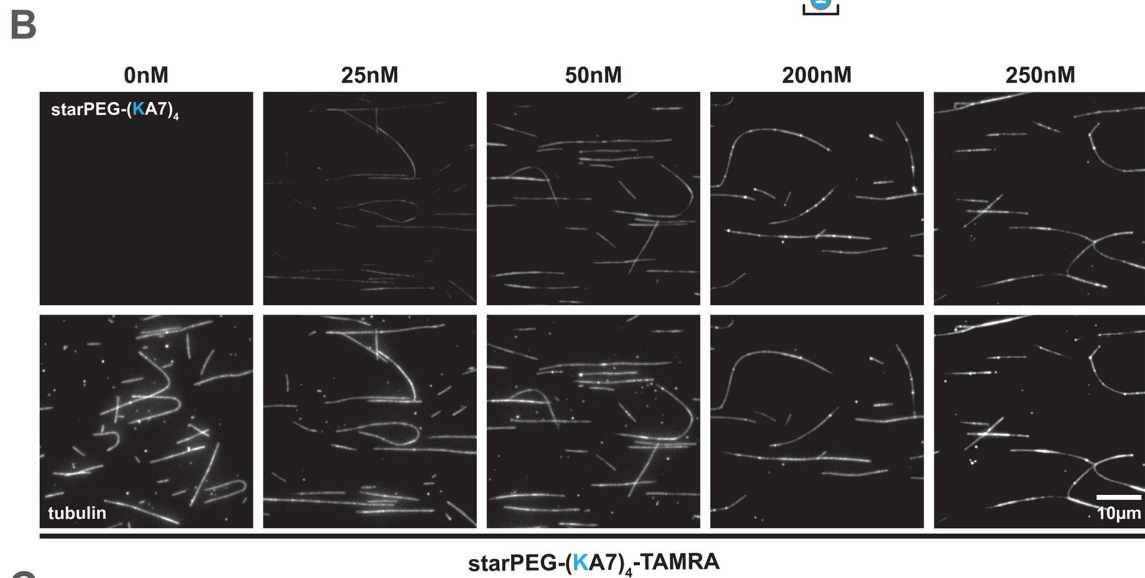 B
0nM 25nM 50nM 200nM 250nM
starPEG-(KA7)4
tubulin
10µm
starPEG-(KA7)4-TAMRA